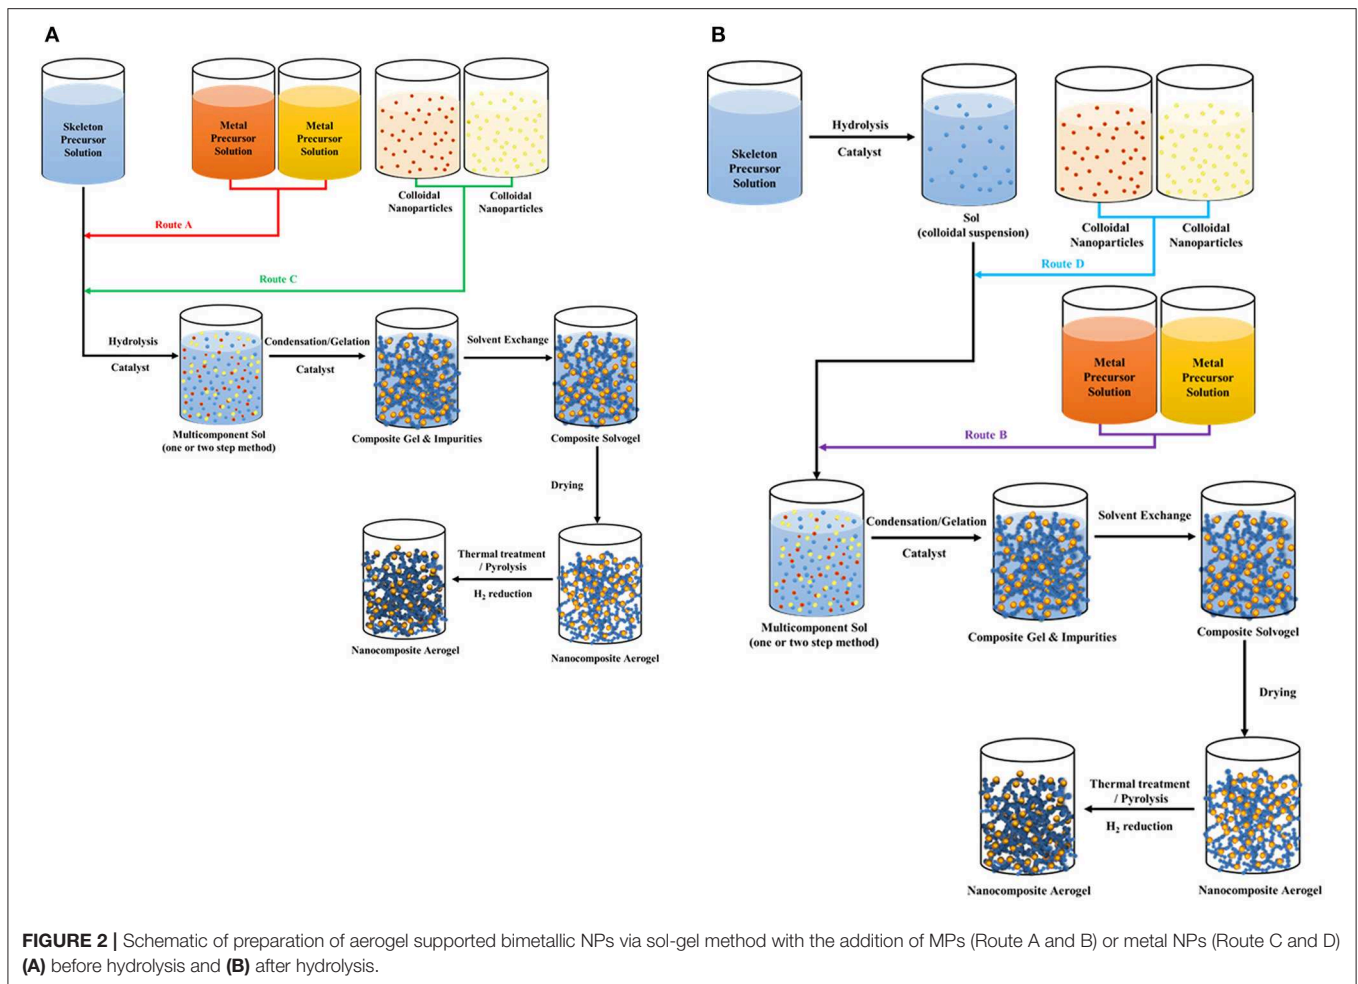 A
Skeleton
Precursor
Solution
Metal
Precursor
Solution
Metal
Precursor
Solution
Colloidal
Nanoparticles
Colloidal
Nanoparticles
Route A
Route C
Hydrolysis
Catalyst
Multicomponent Sol
(one or two step method)
Condensation/Gelation
Catalyst
Composite Gel & Impurities
Solvent Exchange
Composite Solvogel
Drying
Nanocomposite Aerogel
Thermal treatment
/ Pyrolysis
H₂ reduction
Nanocomposite Aerogel
B
Skeleton
Precursor
Solution
Hydrolysis
Catalyst
Sol
(colloidal suspension)
Colloidal
Nanoparticles
Colloidal
Nanoparticles
Route D
Metal
Precursor
Solution
Metal
Precursor
Solution
Route B
Multicomponent Sol
(one or two step method)
Condensation/Gelation
Catalyst
Composite Gel & Impurities
Solvent Exchange
Composite Solvogel
Drying
Nanocomposite Aerogel
Thermal treatment
/ Pyrolysis
H₂ reduction
Nanocomposite Aerogel
FIGURE 2 | Schematic of preparation of aerogel supported bimetallic NPs via sol-gel method with the addition of MPs (Route A and B) or metal NPs (Route C and D)
(A) before hydrolysis and (B) after hydrolysis.